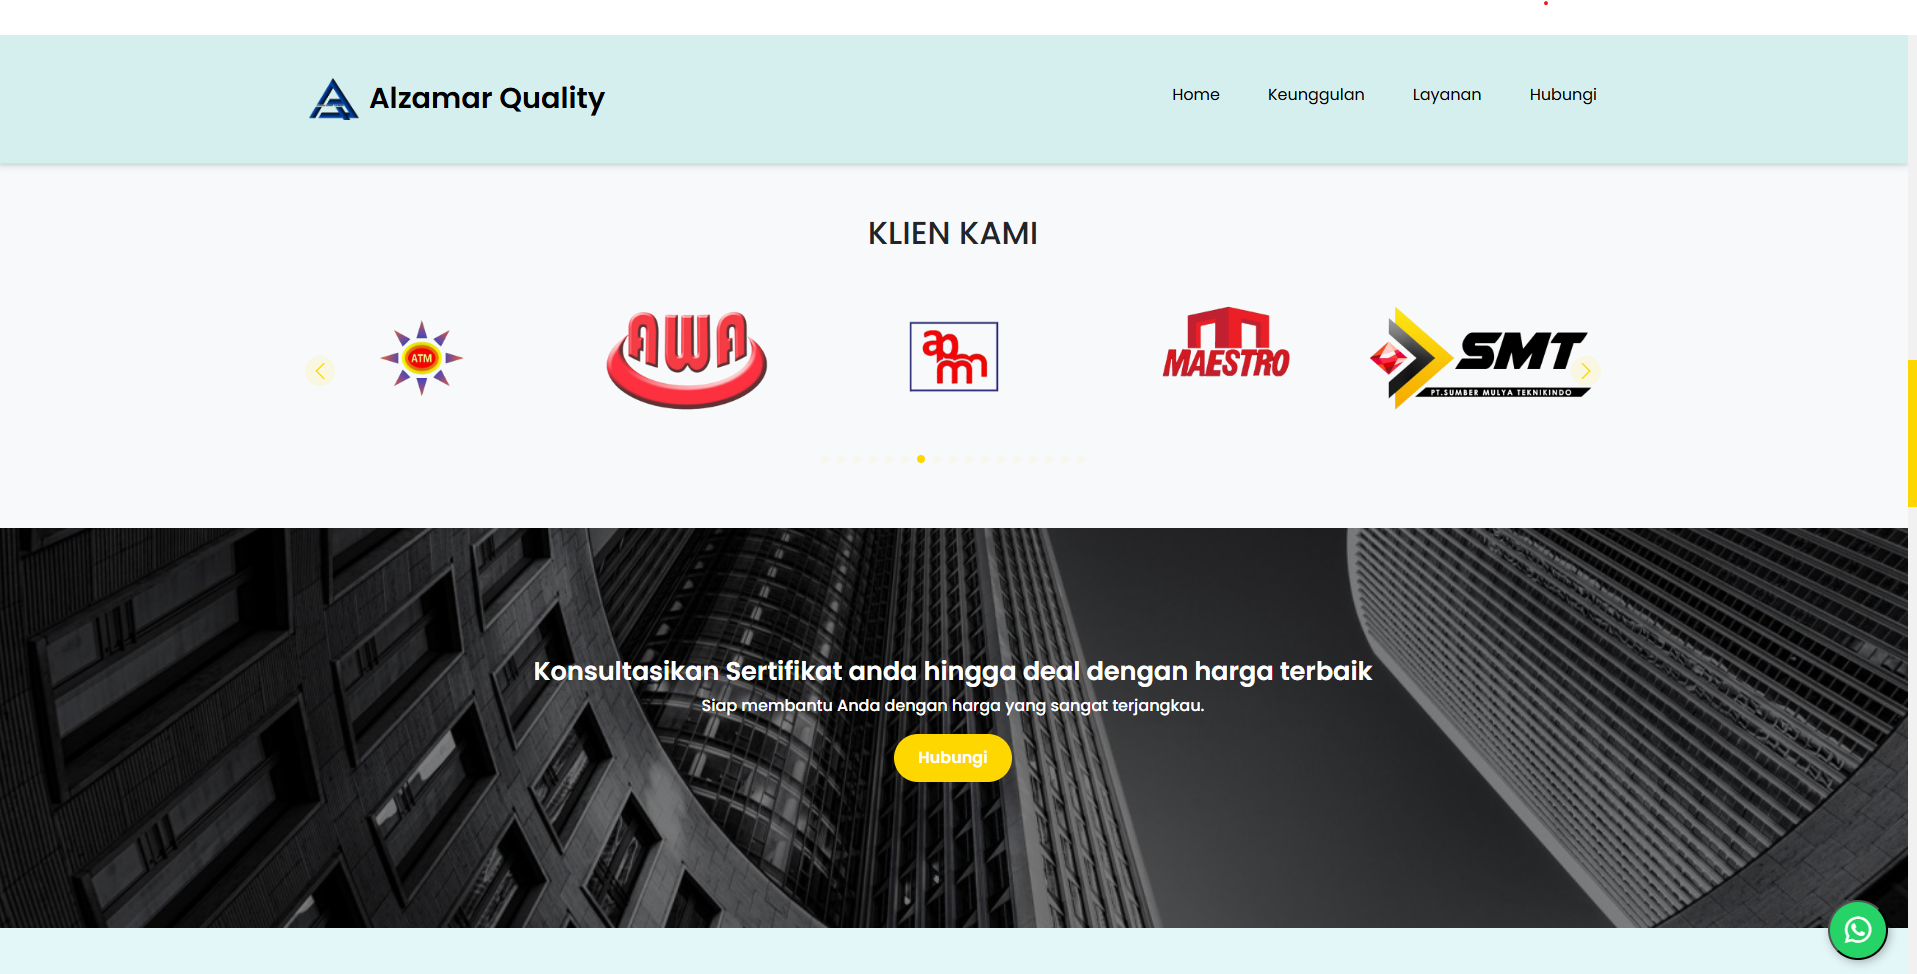 Alzamar Quality
Home
Keunggulan
Layanan
Hubungi
KLIEN KAMI
ATM
AWA
apm
MAESTRO
SMT
PT.SUMBER MULYA TEKNIKINDO
Konsultasikan Sertifikat anda hingga deal dengan harga terbaik
Siap membantu Anda dengan harga yang sangat terjangkau.
Hubungi